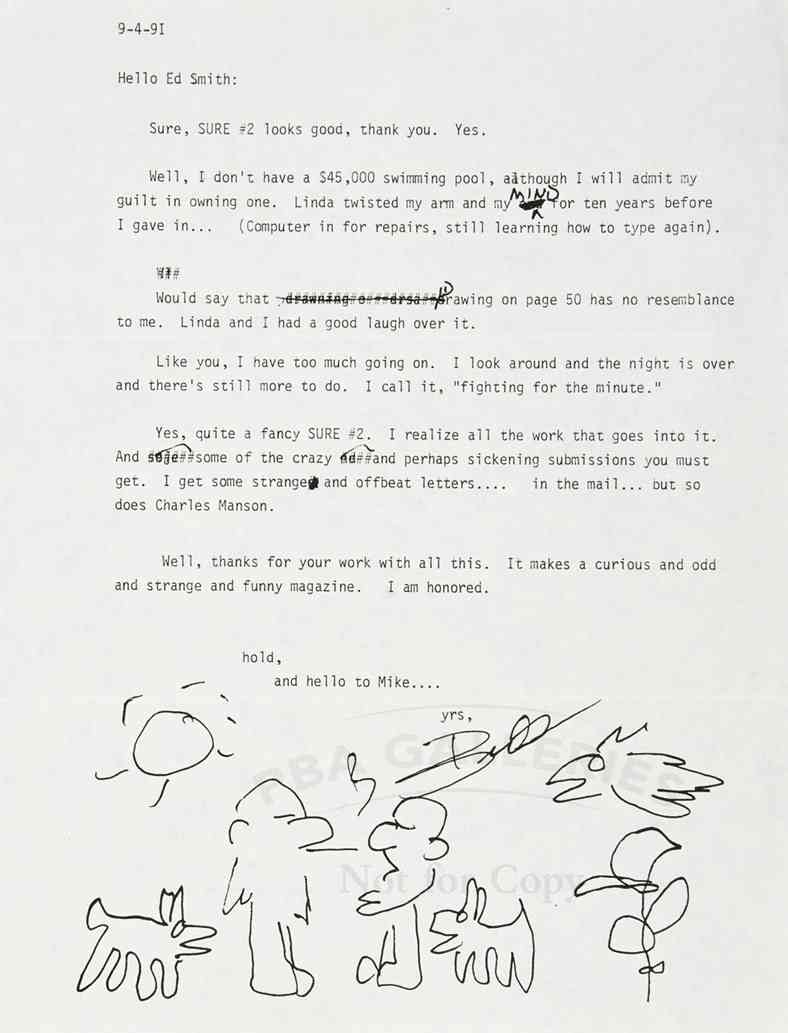 9-4-91
Hello Ed Smith:
Sure, SURE #2 looks good, thank you. Yes.
Well, I don't have a $45,000 swimming pool, although I will admit my
guilt in owning one. Linda twisted my arm and my MIND for ten years before
I gave in... (Computer in for repairs, still learning how to type again).
Would say that Drawing on page 50 has no resemblance
to me. Linda and I had a good laugh over it.
Like you, I have too much going on. I look around and the night is over
and there's still more to do. I call it, "fighting for the minute."
Yes, quite a fancy SURE #2. I realize all the work that goes into it.
And some of the crazy and perhaps sickening submissions you must
get. I get some strange and offbeat letters.... in the mail... but so
does Charles Manson.
Well, thanks for your work with all this. It makes a curious and odd
and strange and funny magazine. I am honored.
hold,
and hello to Mike....
yrs,
PBA GALLERIES
Not for Copy